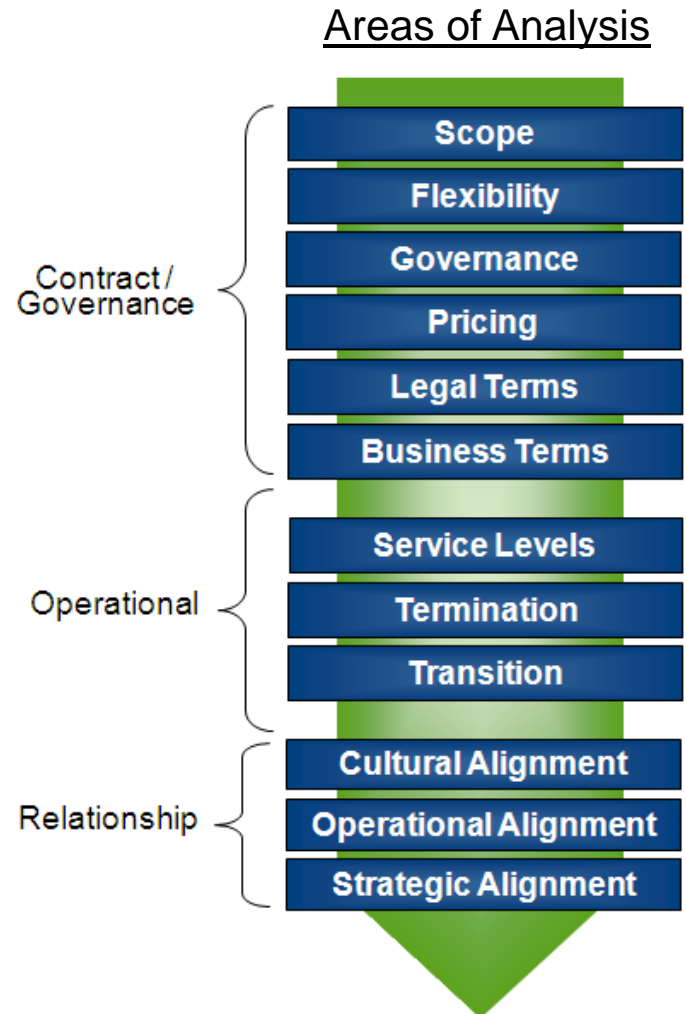 Areas of Analysis
Contract /
Governance
Scope
Flexibility
Governance
Pricing
Legal Terms
Business Terms
Operational
Service Levels
Termination
Transition
Relationship
Cultural Alignment
Operational Alignment
Strategic Alignment